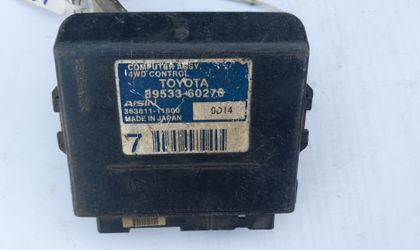 COMPUTER ASSY,
4WD CONTROL
TOYOTA
89533-60270
AISIN
363611-11600 9D14
MADE IN JAPAN
7